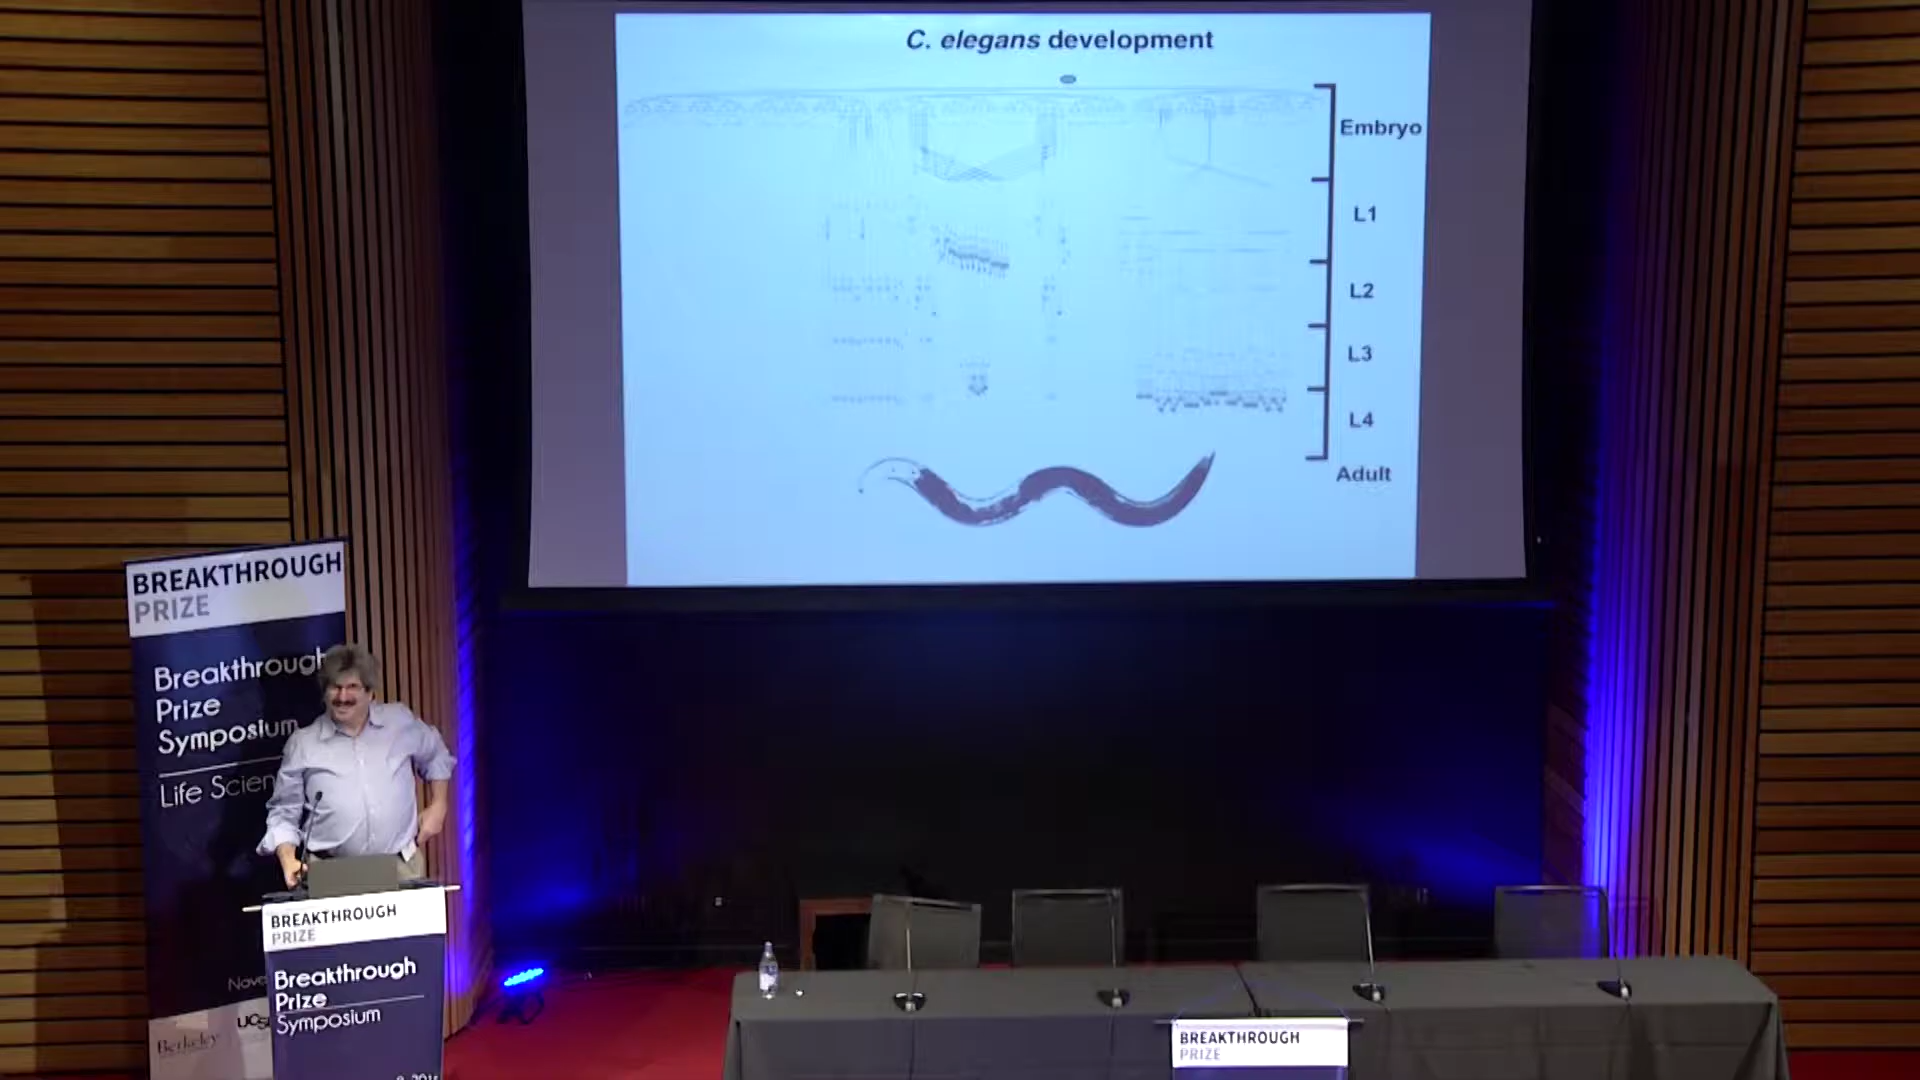 C. elegans development
Embryo
L1
L2
L3
L4
Adult
BREAKTHROUGH
PRIZE
Breakthrough
Prize
Symposium
Life Scien
Berkeley
BREAKTHROUGH
PRIZE
Breakthrough
Prize
Symposium
BREAKTHROUGH
PRIZE